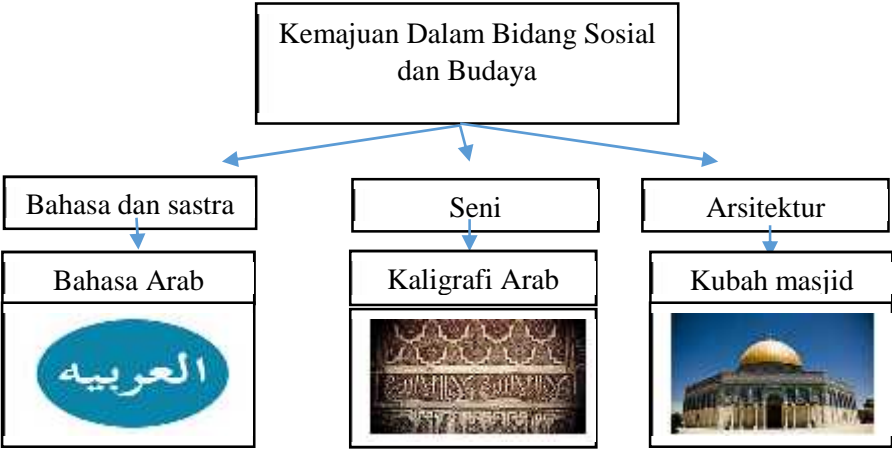 Kemajuan Dalam Bidang Sosial
dan Budaya
Bahasa dan sastra
Seni
Arsitektur
Bahasa Arab
Kaligrafi Arab
Kubah masjid
العربيه